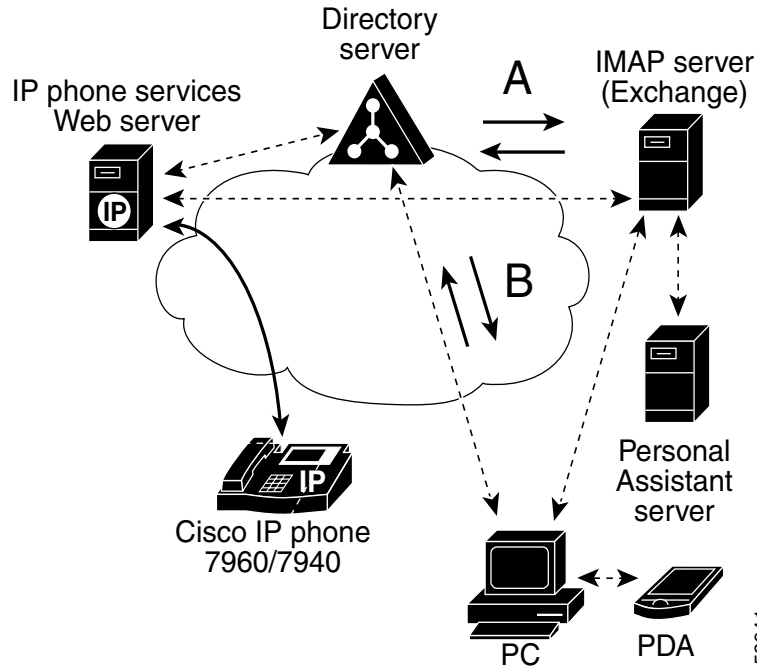 Directory
server
IP phone services
Web server
A
IMAP server
(Exchange)
IP
B
IP
Cisco IP phone
7960/7940
Personal
Assistant
server
PC
PDA